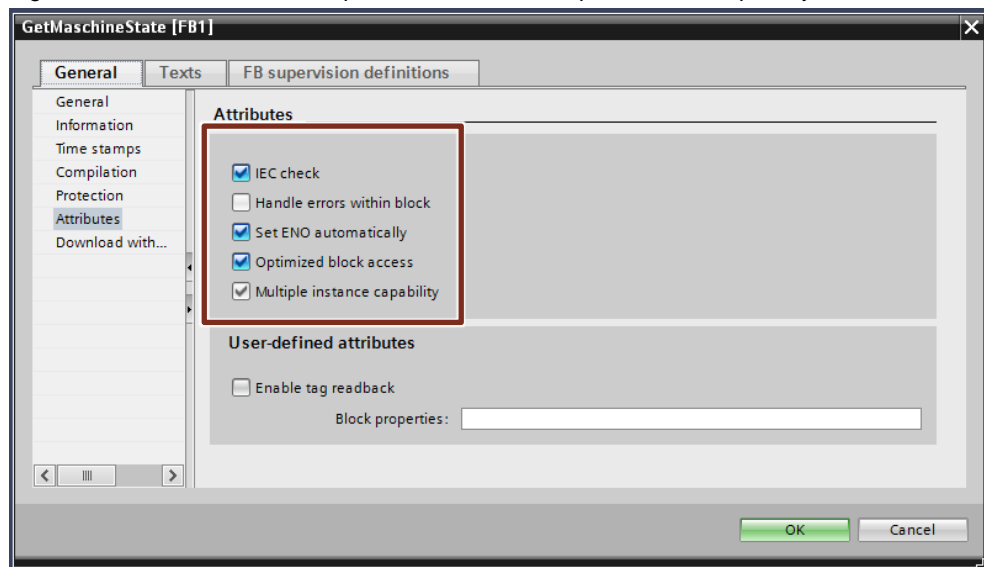 GetMaschineState [FB1]
General
Texts
FB supervision definitions
General
Information
Time stamps
Compilation
Protection
Attributes
Download with...
Attributes
IEC check
Handle errors within block
Set ENO automatically
Optimized block access
Multiple instance capability
User-defined attributes
Enable tag readback
Block properties:
OK
Cancel